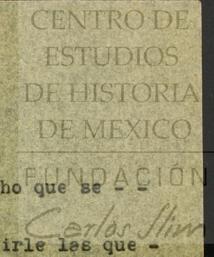 CENTRO DE
ESTUDIOS
DE HISTORIA
DE MEXICO
FUNDACIÓN
ho que se - -
Carlos Slim
irle las que -